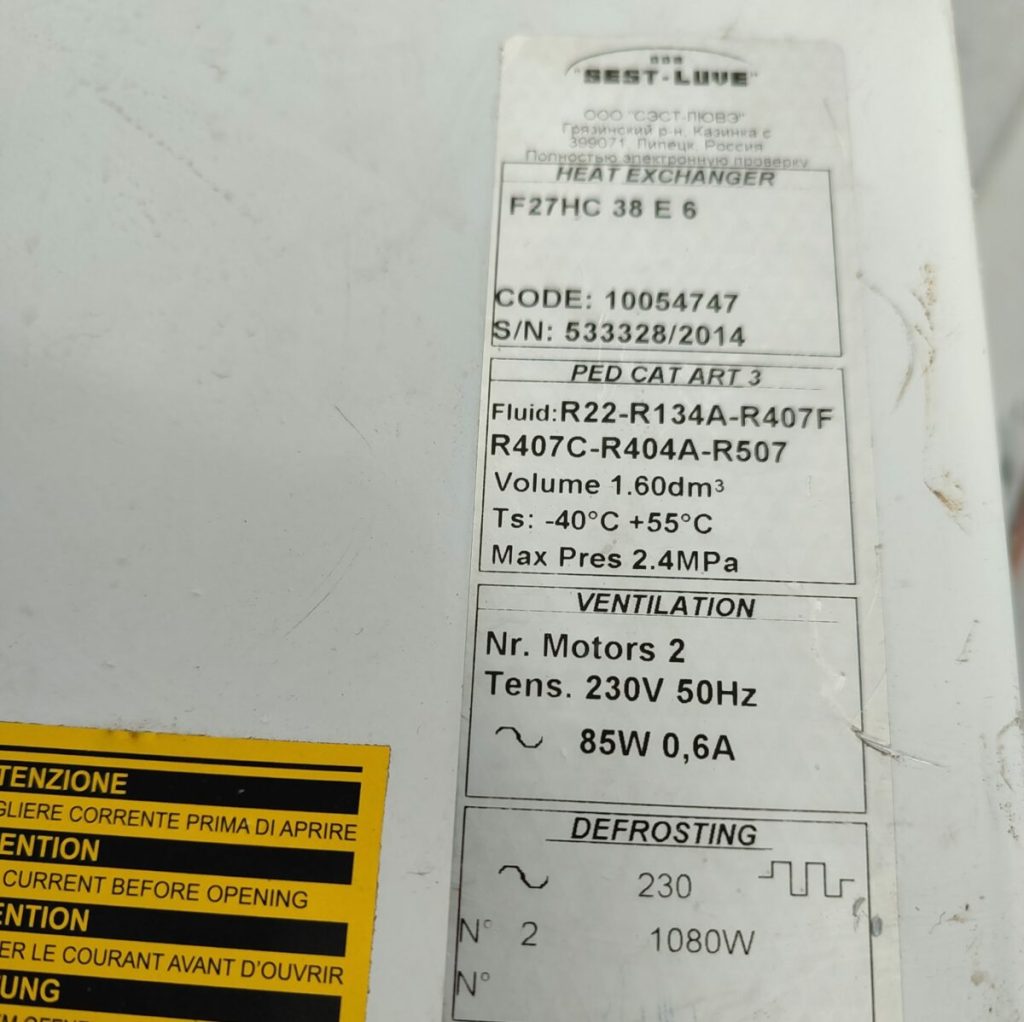 "SEST-LUVE"
ООО "СЭСТ-ЛЮВЭ"
Грязинский р-н, Казинка с
399071, Липецк, Россия
Полностью электронную проверку
HEAT EXCHANGER
F27HC 38 E 6
CODE: 10054747
S/N: 533328/2014
PED CAT ART 3
Fluid:R22-R134A-R407F
R407C-R404A-R507
Volume 1.60dm³
Ts: -40°C +55°C
Max Pres 2.4MPa
VENTILATION
Nr. Motors 2
Tens. 230V 50Hz
85W 0,6A
DEFROSTING
230
N° 2 1080W
N°
TENZIONE
GLIERE CORRENTE PRIMA DI APRIRE
ENTION
CURRENT BEFORE OPENING
ENTION
ER LE COURANT AVANT D'OUVRIR
UNG